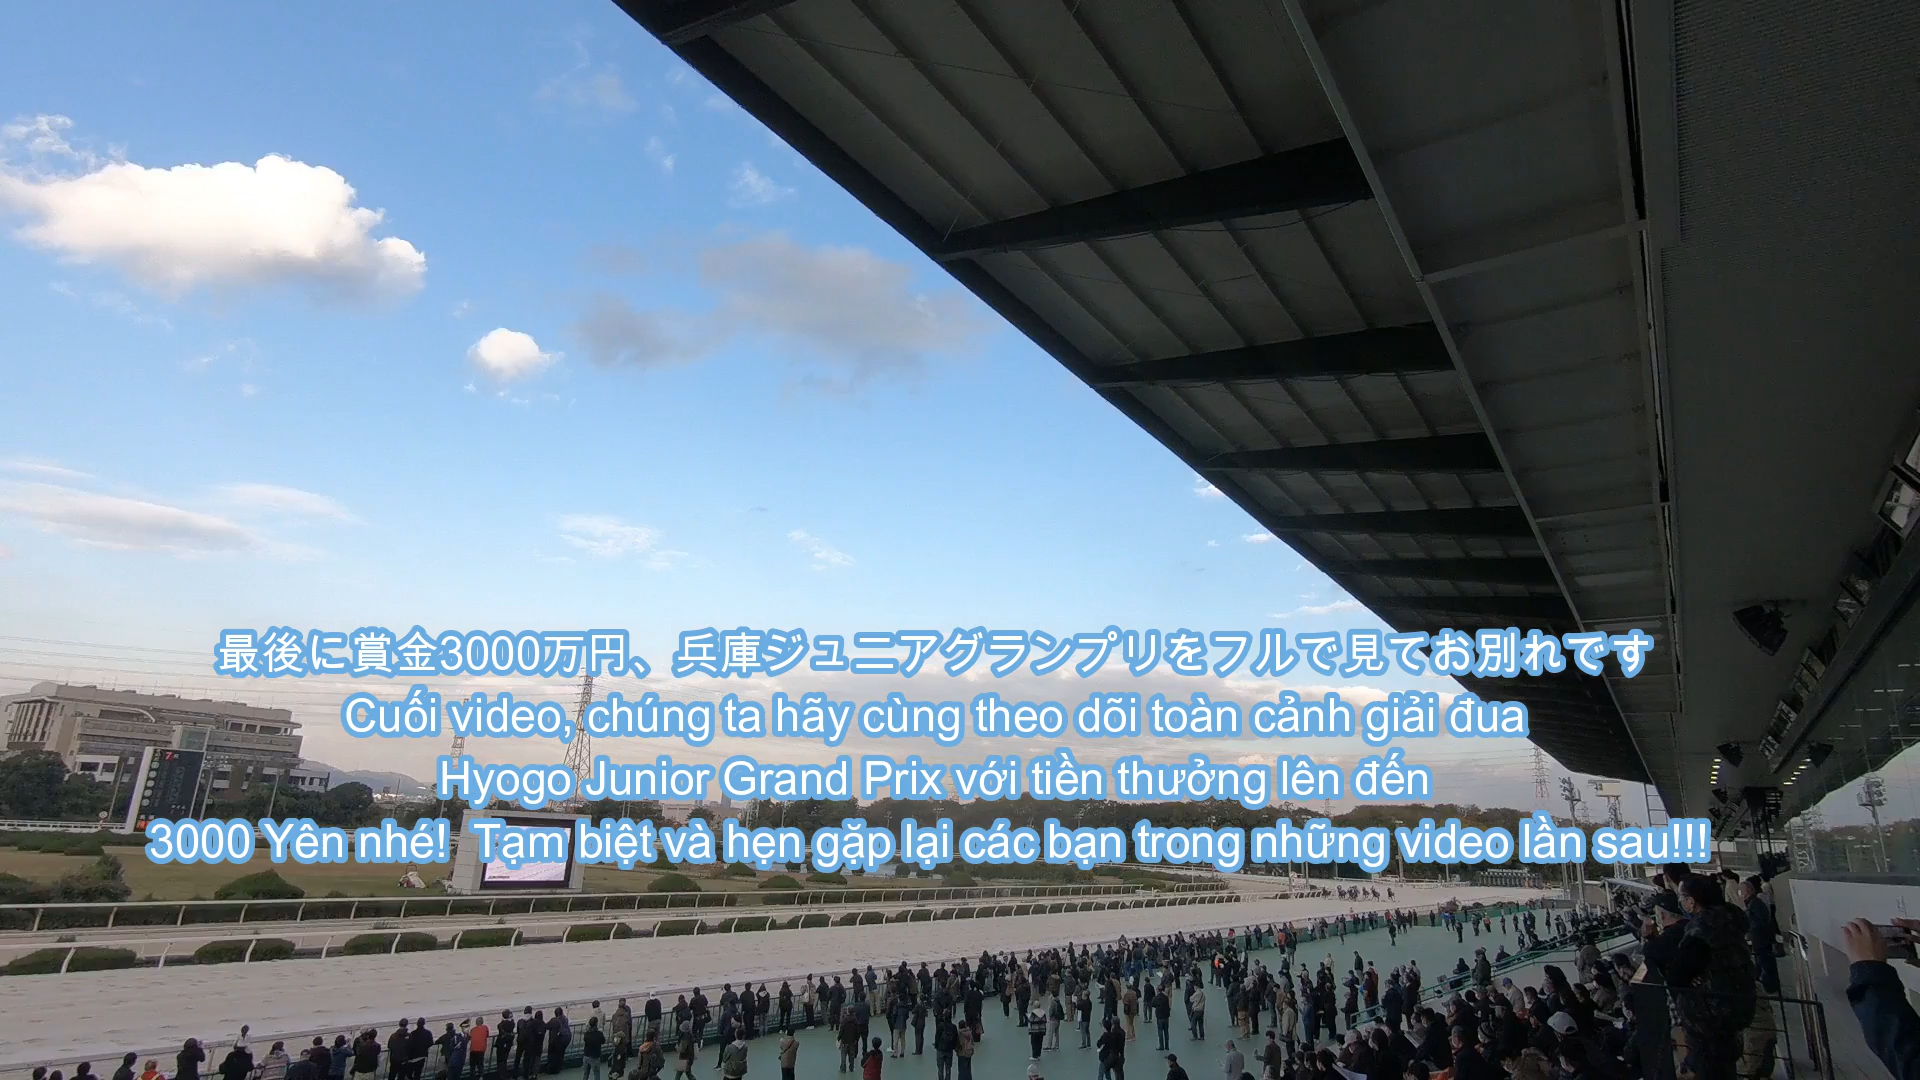 最後に賞金3000万円、兵庫ジュニアグランプリをフルで見てお別れです
Cuối video, chúng ta hãy cùng theo dõi toàn cảnh giải đua
Hyogo Junior Grand Prix với tiền thưởng lên đến
3000 Yên nhé!  Tạm biệt và hẹn gặp lại các bạn trong những video lần sau!!!